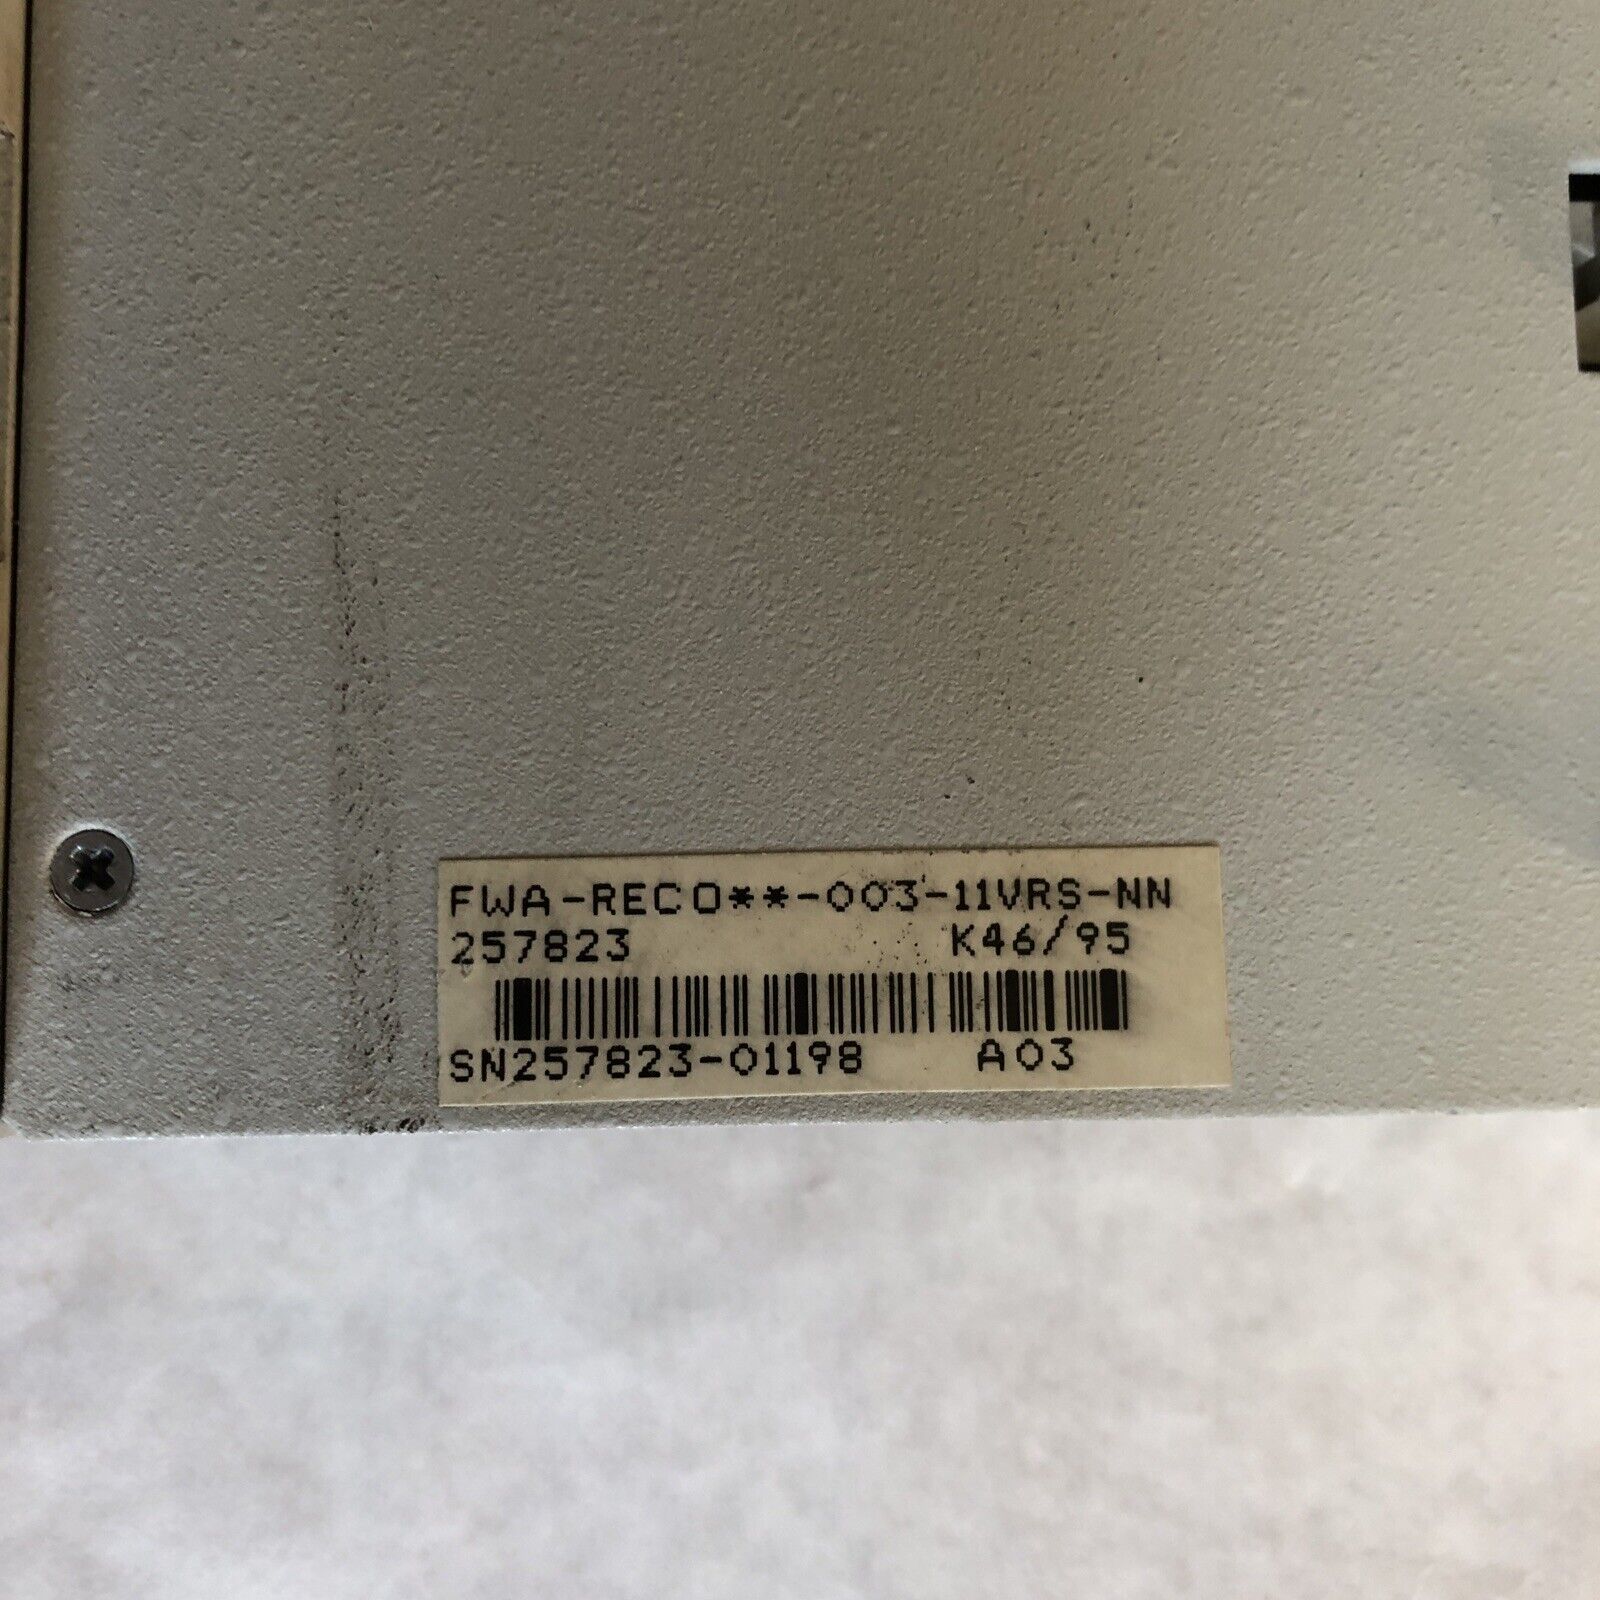 FWA-RECO**-003-11VRS-NN
257823 K46/95
SN257823-01198 A03